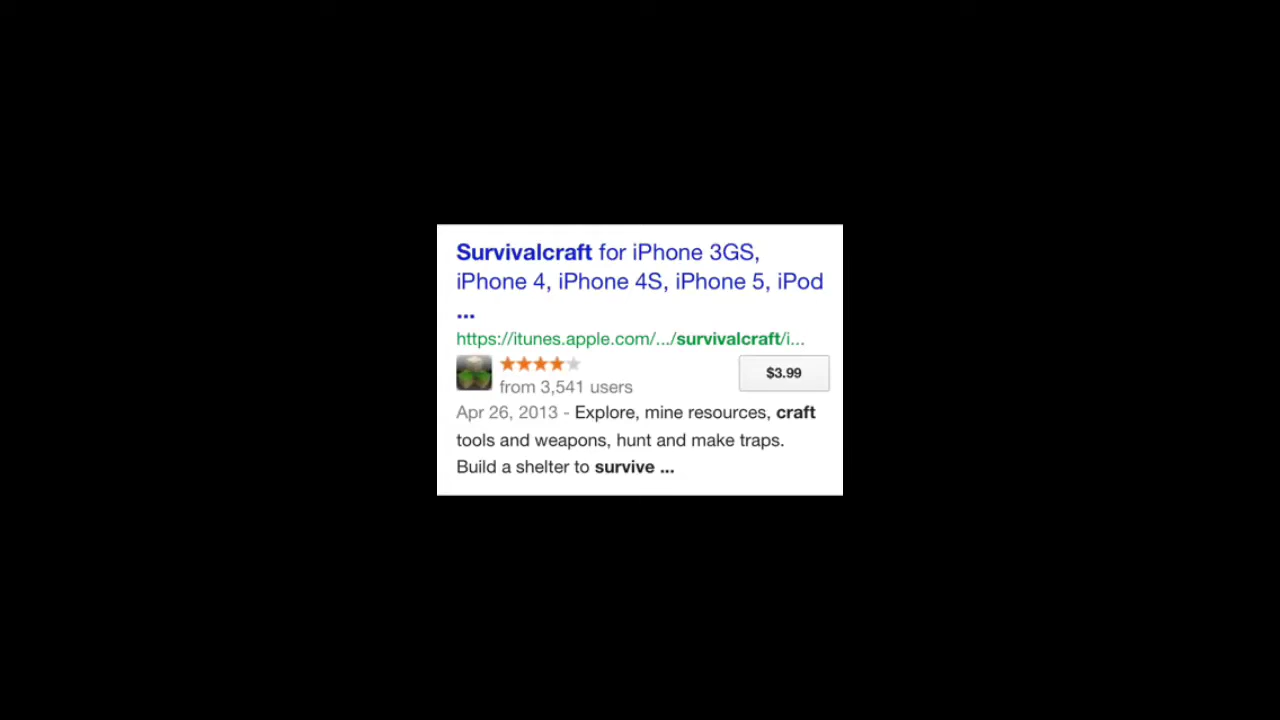 Survivalcraft for iPhone 3GS,
iPhone 4, iPhone 4S, iPhone 5, iPod
...
https://itunes.apple.com/.../survivalcraft/i...
from 3,541 users
$3.99
Apr 26, 2013 - Explore, mine resources, craft
tools and weapons, hunt and make traps.
Build a shelter to survive ...